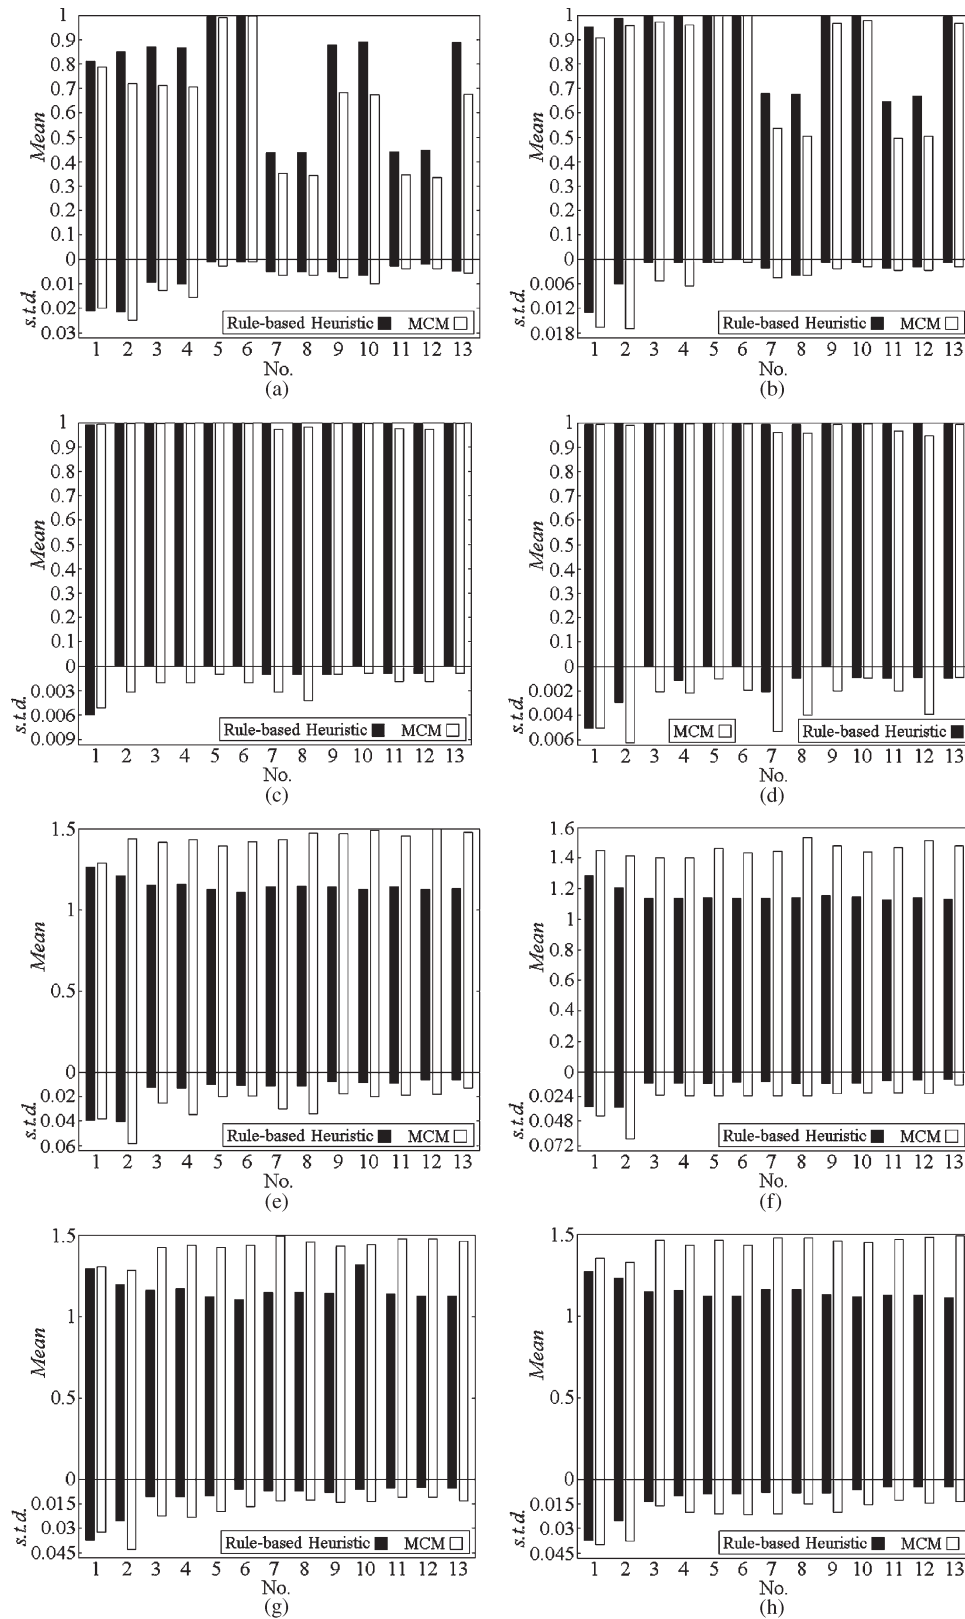 1
0.9
0.8
0.7
0.6
0.5
0.4
0.3
0.2
0.1
0
0.01
0.02
0.03
Mean
s.t.d.
Rule-based Heuristic MCM
1 2 3 4 5 6 7 8 9 10 11 12 13
No.
(a)
1
0.9
0.8
0.7
0.6
0.5
0.4
0.3
0.2
0.1
0
0.006
0.012
0.018
Mean
s.t.d.
Rule-based Heuristic MCM
1 2 3 4 5 6 7 8 9 10 11 12 13
No.
(b)
1
0.9
0.8
0.7
0.6
0.5
0.4
0.3
0.2
0.1
0
0.003
0.006
0.009
Mean
s.t.d.
Rule-based Heuristic MCM
1 2 3 4 5 6 7 8 9 10 11 12 13
No.
(c)
1
0.9
0.8
0.7
0.6
0.5
0.4
0.3
0.2
0.1
0
0.002
0.004
0.006
Mean
s.t.d.
MCM Rule-based Heuristic
1 2 3 4 5 6 7 8 9 10 11 12 13
No.
(d)
1.5
1
0.5
0
0.02
0.04
0.06
Mean
s.t.d.
Rule-based Heuristic MCM
1 2 3 4 5 6 7 8 9 10 11 12 13
No.
(e)
1.6
1.4
1.2
1
0.8
0.6
0.4
0.2
0
0.024
0.048
0.072
Mean
s.t.d.
Rule-based Heuristic MCM
1 2 3 4 5 6 7 8 9 10 11 12 13
No.
(f)
1.5
1
0.5
0
0.015
0.03
0.045
Mean
s.t.d.
Rule-based Heuristic MCM
1 2 3 4 5 6 7 8 9 10 11 12 13
No.
(g)
1.5
1
0.5
0
0.015
0.03
0.045
Mean
s.t.d.
Rule-based Heuristic MCM
1 2 3 4 5 6 7 8 9 10 11 12 13
No.
(h)